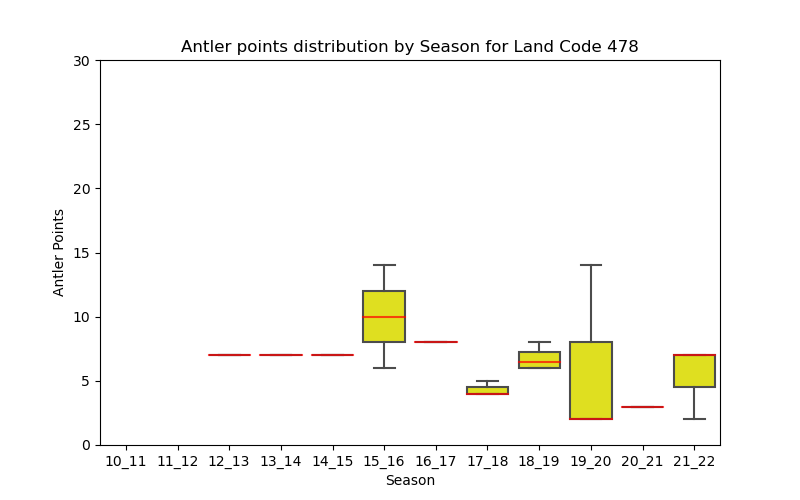 Antler points distribution by Season for Land Code 478
30
25
20
15
10
5
0
Antler Points
10_11 11_12 12_13 13_14 14_15 15_16 16_17 17_18 18_19 19_20 20_21 21_22
Season